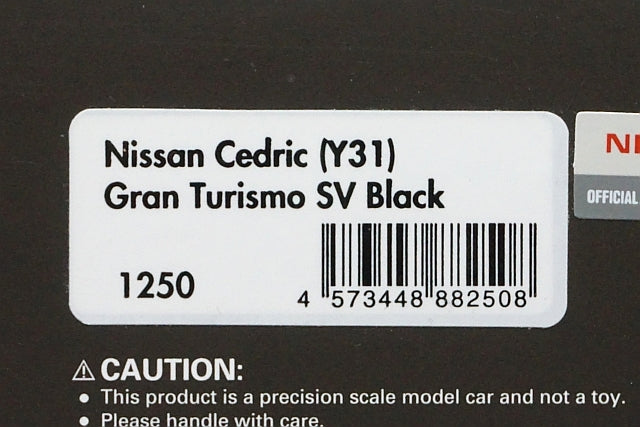 Nissan Cedric (Y31)
Gran Turismo SV Black
1250
4 573448 882508
OFFICIAL
⚠ CAUTION:
● This product is a precision scale model car and not a toy.
● Please handle with care.